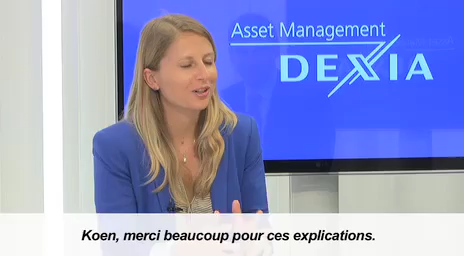 Asset Management
DEXIA
Koen, merci beaucoup pour ces explications.